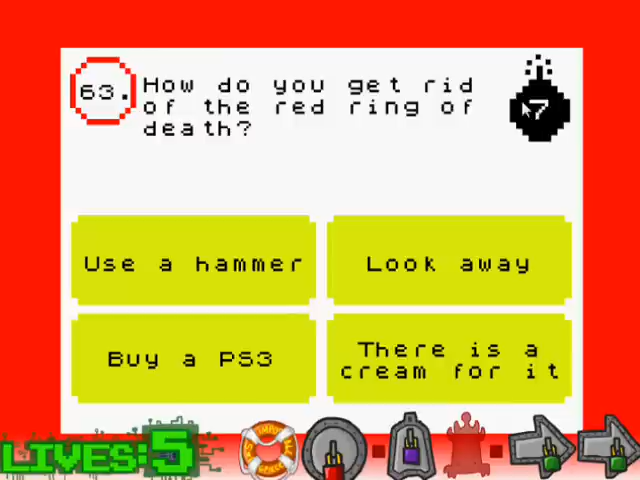 63.
How do you get rid
of the red ring of
death?
7
Use a hammer
Look away
Buy a PS3
There is a
cream for it
LIVES:5